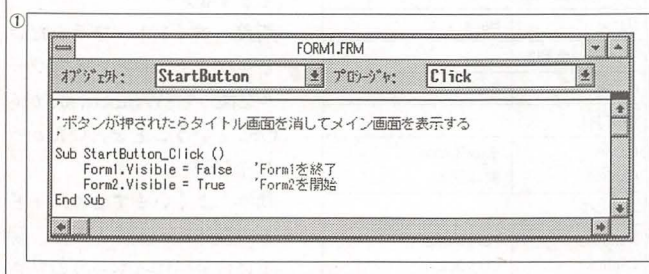 ①
FORM1.FRM
ｵﾌﾞｼﾞｪｸﾄ: StartButton ﾌﾟﾛｼｰｼﾞｬ: Click
'
'ボタンが押されたらタイトル画面を消してメイン画面を表示する
'
Sub StartButton_Click ()
Form1.Visible = False 'Form1を終了
Form2.Visible = True 'Form2を開始
End Sub